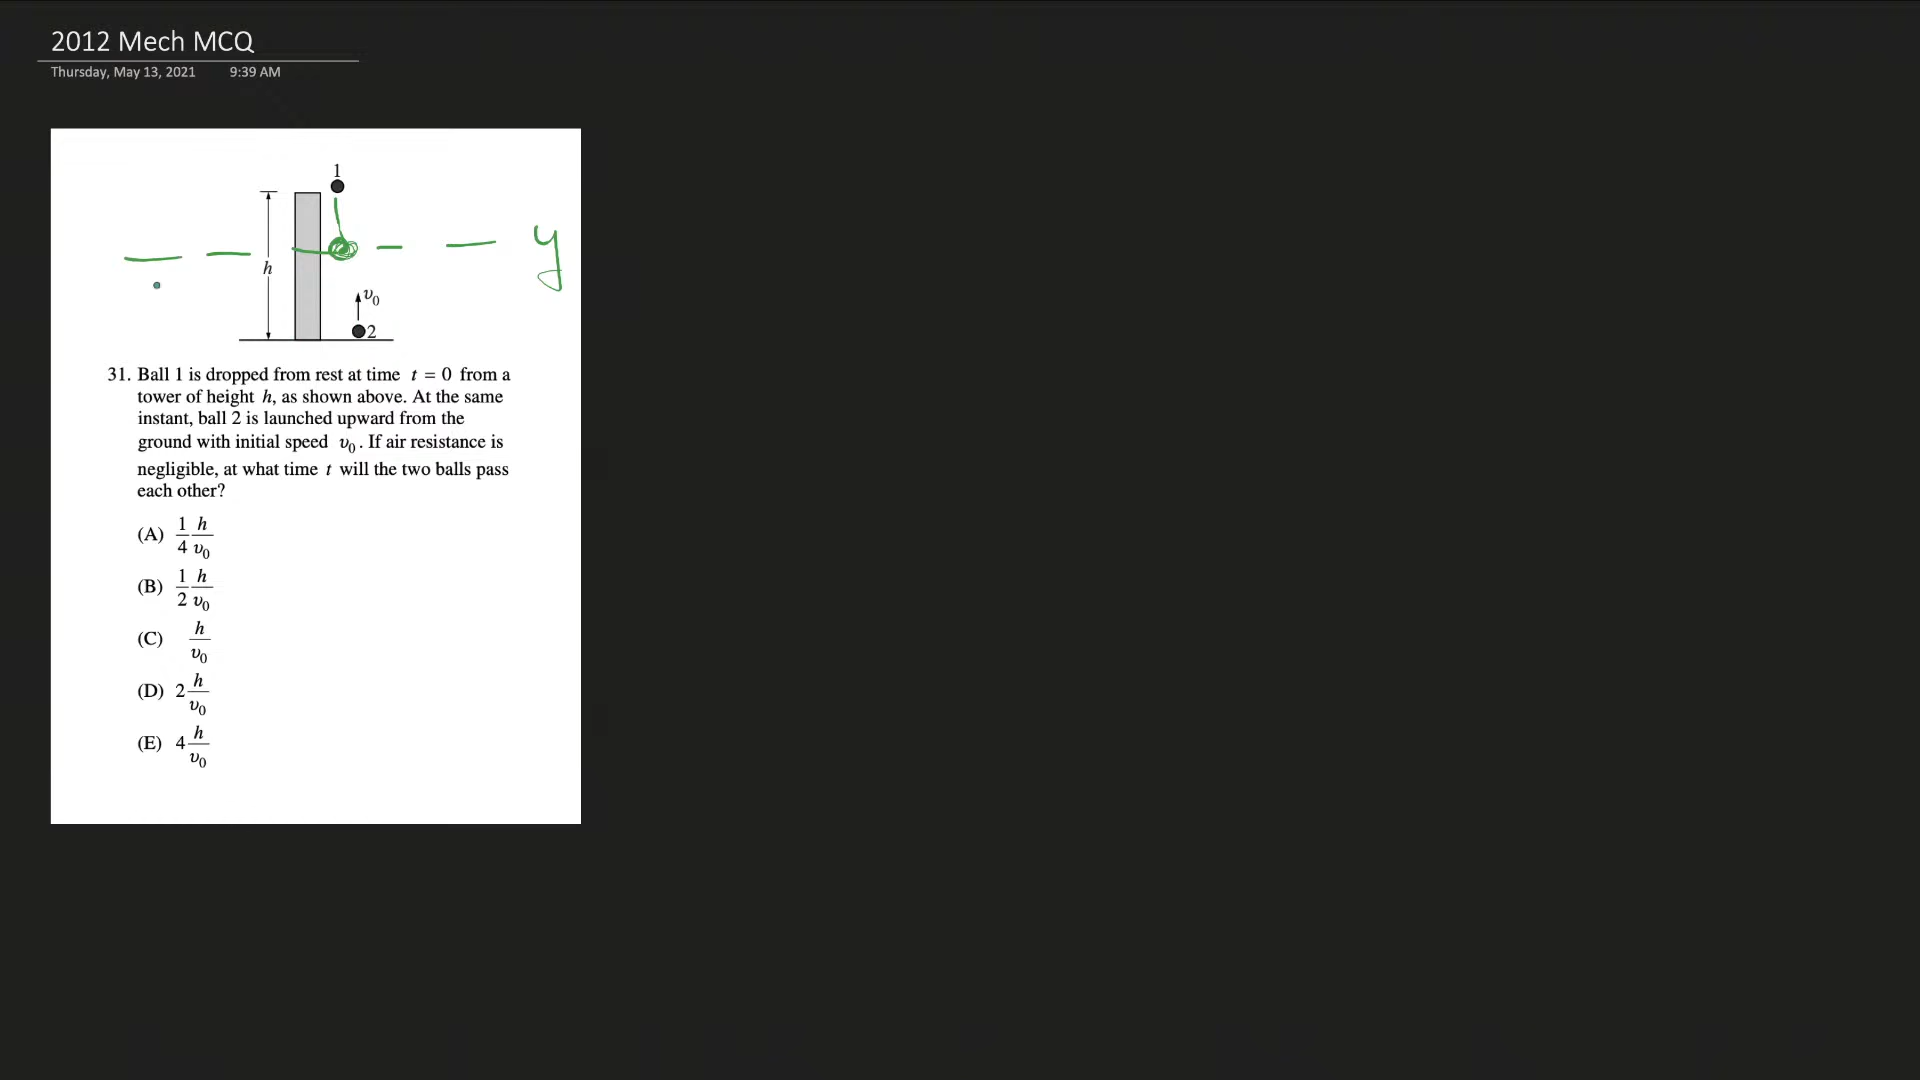 2012 Mech MCQ
Thursday, May 13, 2021 9:39 AM
1
y
h
v₀
2
31. Ball 1 is dropped from rest at time t = 0 from a
tower of height h, as shown above. At the same
instant, ball 2 is launched upward from the
ground with initial speed v₀. If air resistance is
negligible, at what time t will the two balls pass
each other?
(A) 1/4 h/v₀
(B) 1/2 h/v₀
(C) h/v₀
(D) 2 h/v₀
(E) 4 h/v₀